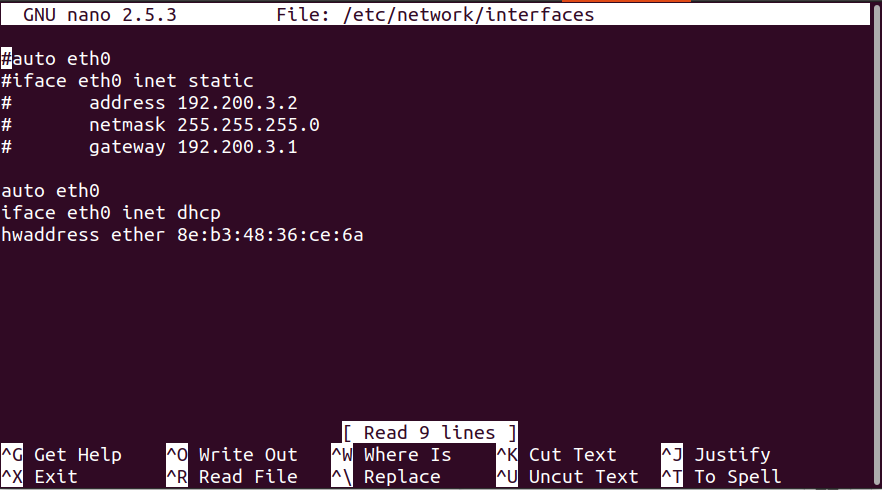 GNU nano 2.5.3 File: /etc/network/interfaces
#auto eth0
#iface eth0 inet static
#       address 192.200.3.2
#       netmask 255.255.255.0
#       gateway 192.200.3.1
auto eth0
iface eth0 inet dhcp
hwaddress ether 8e:b3:48:36:ce:6a
[ Read 9 lines ]
^G Get Help ^O Write Out ^W Where Is ^K Cut Text ^J Justify
^X Exit ^R Read File ^\ Replace ^U Uncut Text ^T To Spell